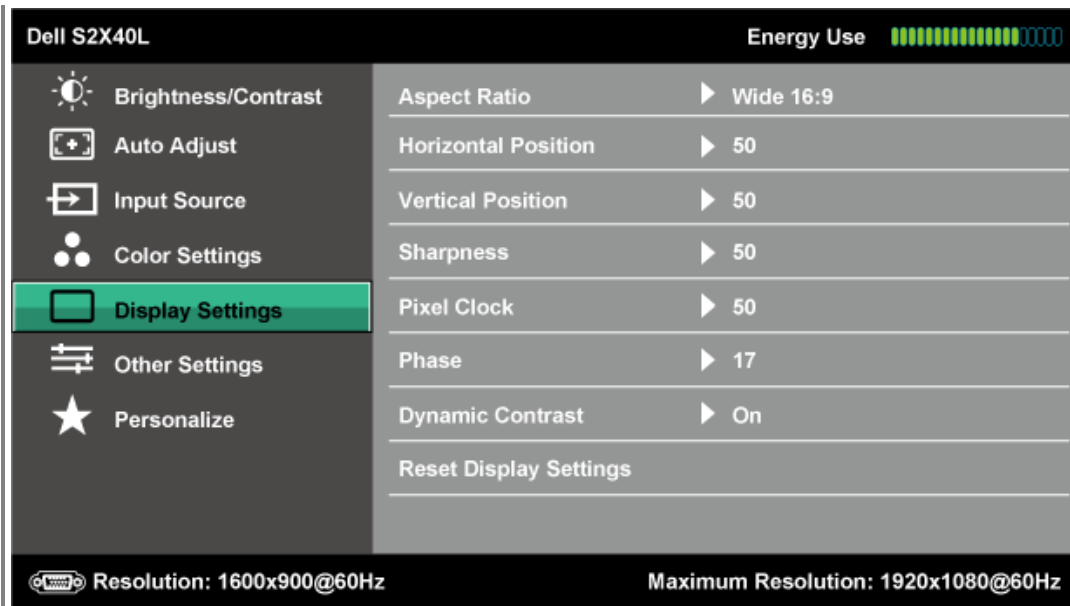 Dell S2X40L Energy Use
Brightness/Contrast
Auto Adjust
Input Source
Color Settings
Display Settings
Other Settings
Personalize
Aspect Ratio Wide 16:9
Horizontal Position 50
Vertical Position 50
Sharpness 50
Pixel Clock 50
Phase 17
Dynamic Contrast On
Reset Display Settings
Resolution: 1600x900@60Hz Maximum Resolution: 1920x1080@60Hz